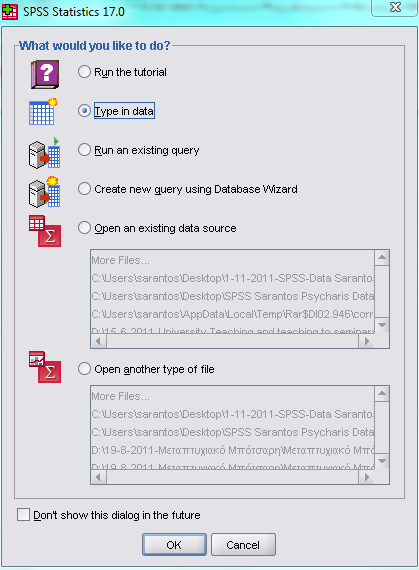 SPSS Statistics 17.0
What would you like to do?
Run the tutorial
Type in data
Run an existing query
Create new query using Database Wizard
Open an existing data source
More Files...
C:\Users\sarantos\Desktop\1-11-2011-SPSS-Data Sarantos
C:\Users\sarantos\Desktop\SPSS Sarantos Psycharis Data
C:\Users\sarantos\AppData\Local\Temp\Rar$DI02.946\corr
D:\15-6-2011 University Teaching and teaching to seminars
Open another type of file
More Files...
C:\Users\sarantos\Desktop\1-11-2011-SPSS-Data Sarantos
C:\Users\sarantos\Desktop\SPSS Sarantos Psycharis Data
D:\19-8-2011-Μεταπτυχιακό Μπότσαρη\Μεταπτυχιακό Μπό
D:\19-8-2011-Μεταπτυχιακό Μπότσαρη\Μεταπτυχιακό Μπό
Don't show this dialog in the future
OK
Cancel